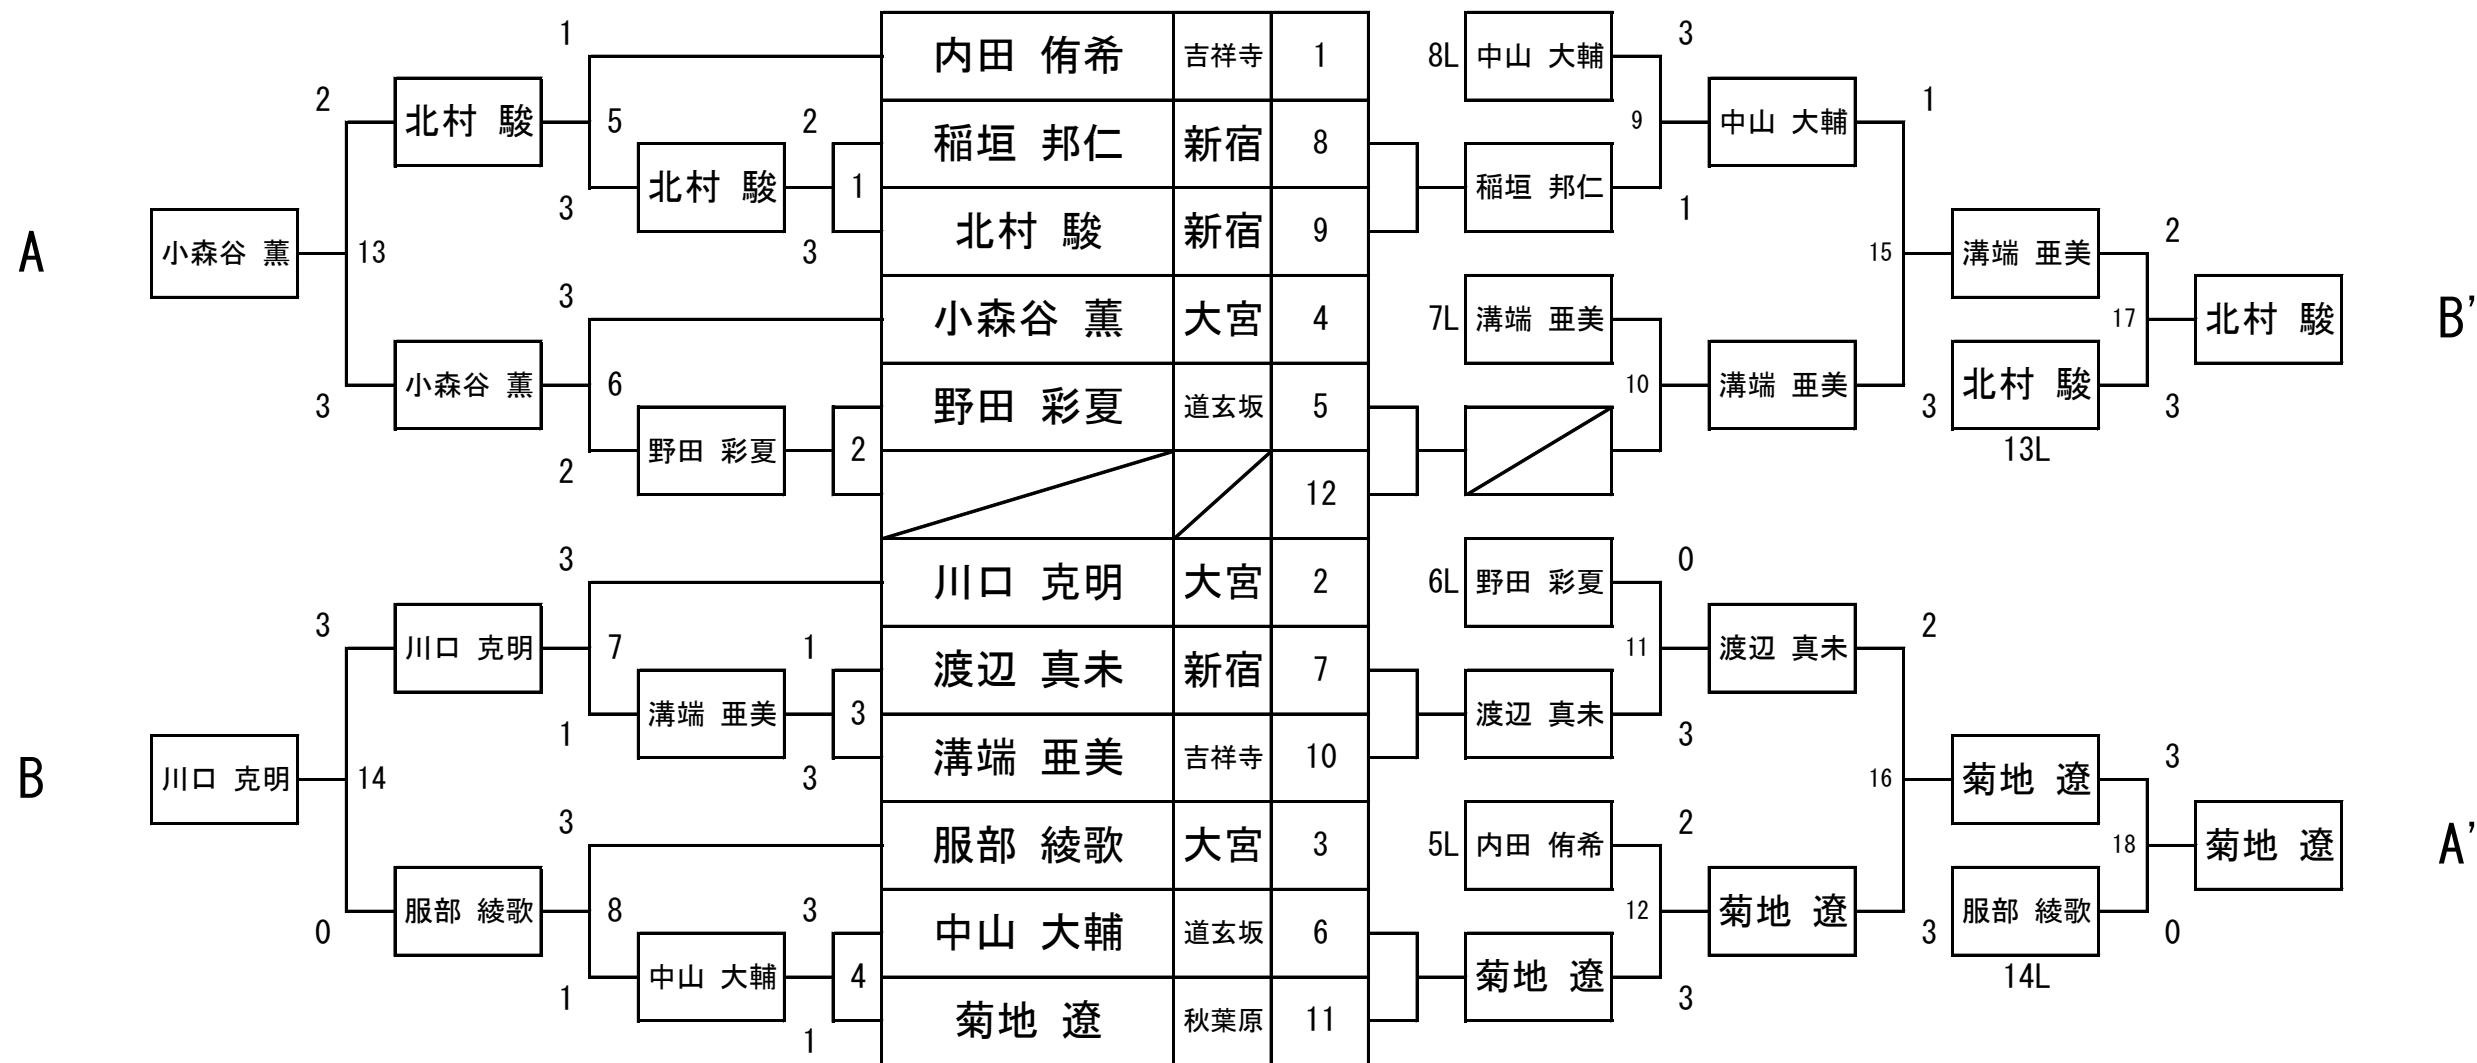 1
内田 侑希 吉祥寺 1
8L 中山 大輔
3
2
北村 駿
5
2
稲垣 邦仁 新宿 8
9
中山 大輔
1
北村 駿
1
稲垣 邦仁
3
3
北村 駿 新宿 9
1
A
小森谷 薫
13
15
溝端 亜美
2
3
小森谷 薫 大宮 4
7L 溝端 亜美
17
北村 駿
B'
3
小森谷 薫
6
野田 彩夏 道玄坂 5
10
溝端 亜美
3
北村 駿
3
13L
2
野田 彩夏
2
12
3
川口 克明 大宮 2
6L 野田 彩夏
0
3
川口 克明
7
1
渡辺 真未 新宿 7
11
渡辺 真未
2
1
溝端 亜美
3
渡辺 真未
3
3
溝端 亜美 吉祥寺 10
B
川口 克明
14
16
菊地 遼
3
3
服部 綾歌 大宮 3
5L 内田 侑希
2
18
菊地 遼
A'
0
服部 綾歌
8
3
中山 大輔 道玄坂 6
12
菊地 遼
3
服部 綾歌
0
14L
1
中山 大輔
4
菊地 遼
3
1
菊地 遼 秋葉原 11